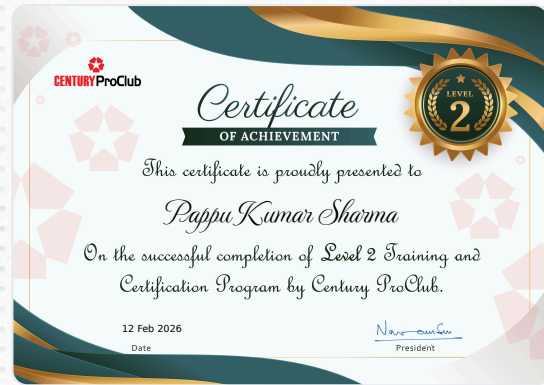 CENTURY ProClub
LEVEL
2
Certificate
OF ACHIEVEMENT
This certificate is proudly presented to
Pappu Kumar Sharma
On the successful completion of Level 2 Training and
Certification Program by Century ProClub.
12 Feb 2026
Date
President